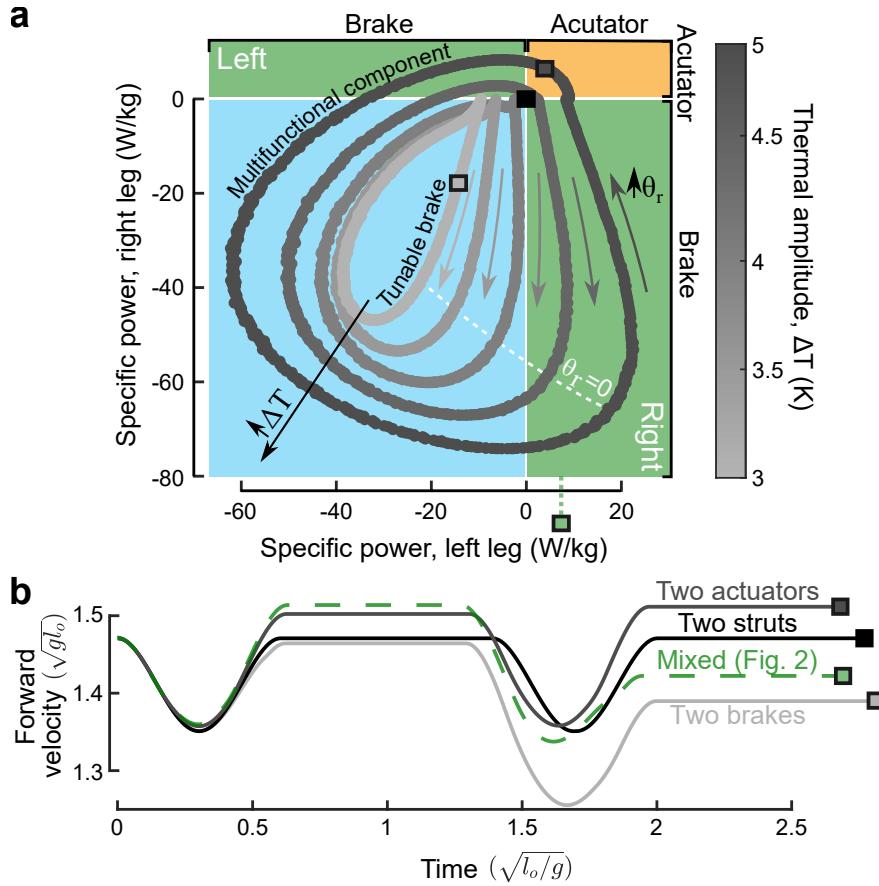 a
Brake
Acutator
Left
Multifunctional component
Acutator
0
-20
-40
-60
-80
Specific power, right leg (W/kg)
Tunable brake
θr
Brake
θr=0
ΔT
Right
-60
-40
-20
0
20
Specific power, left leg (W/kg)
5
4.5
4
3.5
3
Thermal amplitude, ΔT (K)
b
1.5
1.4
1.3
Forward
velocity (√glo)
Two actuators
Two struts
Mixed (Fig. 2)
Two brakes
0
0.5
1
1.5
2
2.5
Time (√lo/g)